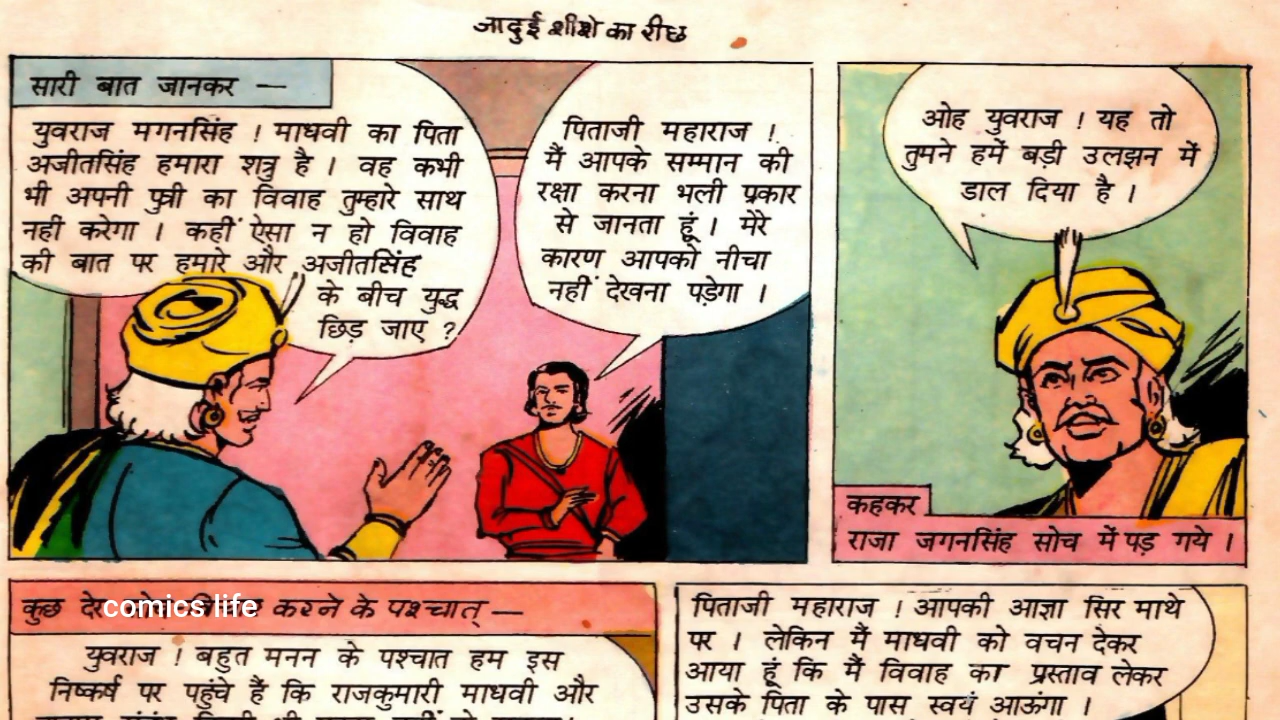 जादुई शीशे का रीछ
सारी बात जानकर —
युवराज मगनसिंह ! माधवी का पिता
अजीतसिंह हमारा शत्रु है । वह कभी
भी अपनी पुत्री का विवाह तुम्हारे साथ
नहीं करेगा । कहीं ऐसा न हो विवाह
की बात पर हमारे और अजीतसिंह
के बीच युद्ध
छिड़ जाए ?
पिताजी महाराज !
मैं आपके सम्मान की
रक्षा करना भली प्रकार
से जानता हूं । मेरे
कारण आपको नीचा
नहीं देखना पड़ेगा ।
ओह युवराज ! यह तो
तुमने हमें बड़ी उलझन में
डाल दिया है ।
कहकर
राजा जगनसिंह सोच में पड़ गये ।
कुछ देर करने के पश्चात् —
comics life
युवराज ! बहुत मनन के पश्चात हम इस
निष्कर्ष पर पहुंचे हैं कि राजकुमारी माधवी और
पिताजी महाराज ! आपकी आज्ञा सिर माथे
पर । लेकिन मैं माधवी को वचन देकर
आया हूं कि मैं विवाह का प्रस्ताव लेकर
उसके पिता के पास स्वयं आऊंगा ।